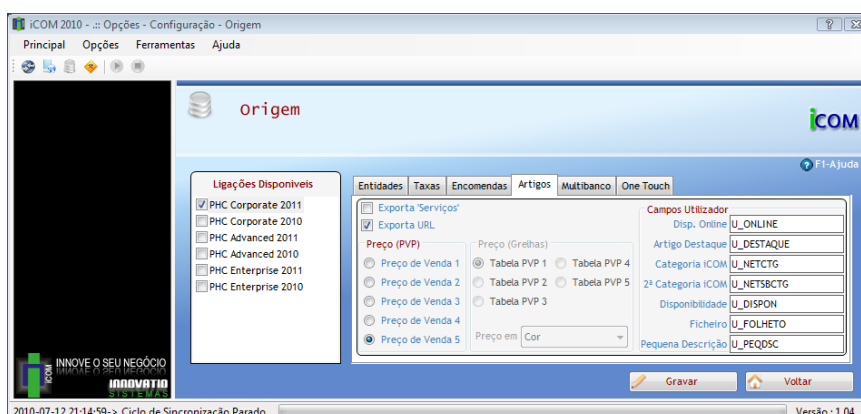 iCOM 2010 - .:: Opções - Configuração - Origem
Principal Opções Ferramentas Ajuda
Origem
iCOM
F1-Ajuda
Ligações Disponiveis
PHC Corporate 2011
PHC Corporate 2010
PHC Advanced 2011
PHC Advanced 2010
PHC Enterprise 2011
PHC Enterprise 2010
Entidades Taxas Encomendas Artigos Multibanco One Touch
Exporta 'Serviços'
Exporta URL
Preço (PVP)
Preço de Venda 1
Preço de Venda 2
Preço de Venda 3
Preço de Venda 4
Preço de Venda 5
Preço (Grelhas)
Tabela PVP 1 Tabela PVP 4
Tabela PVP 2 Tabela PVP 5
Tabela PVP 3
Preço em Cor
Campos Utilizador
Disp. Online U_ONLINE
Artigo Destaque U_DESTAQUE
Categoria iCOM U_NETCTG
2ª Categoria iCOM U_NETSBCTG
Disponibilidade U_DISPON
Ficheiro U_FOLHETO
Pequena Descrição U_PEQDSC
iCOM
INNOVE O SEU NEGÓCIO
INNOVATIO
SISTEMAS
Gravar Voltar
2010-07-12 21:14:59-> Ciclo de Sincronização Parado Versão : 1/4